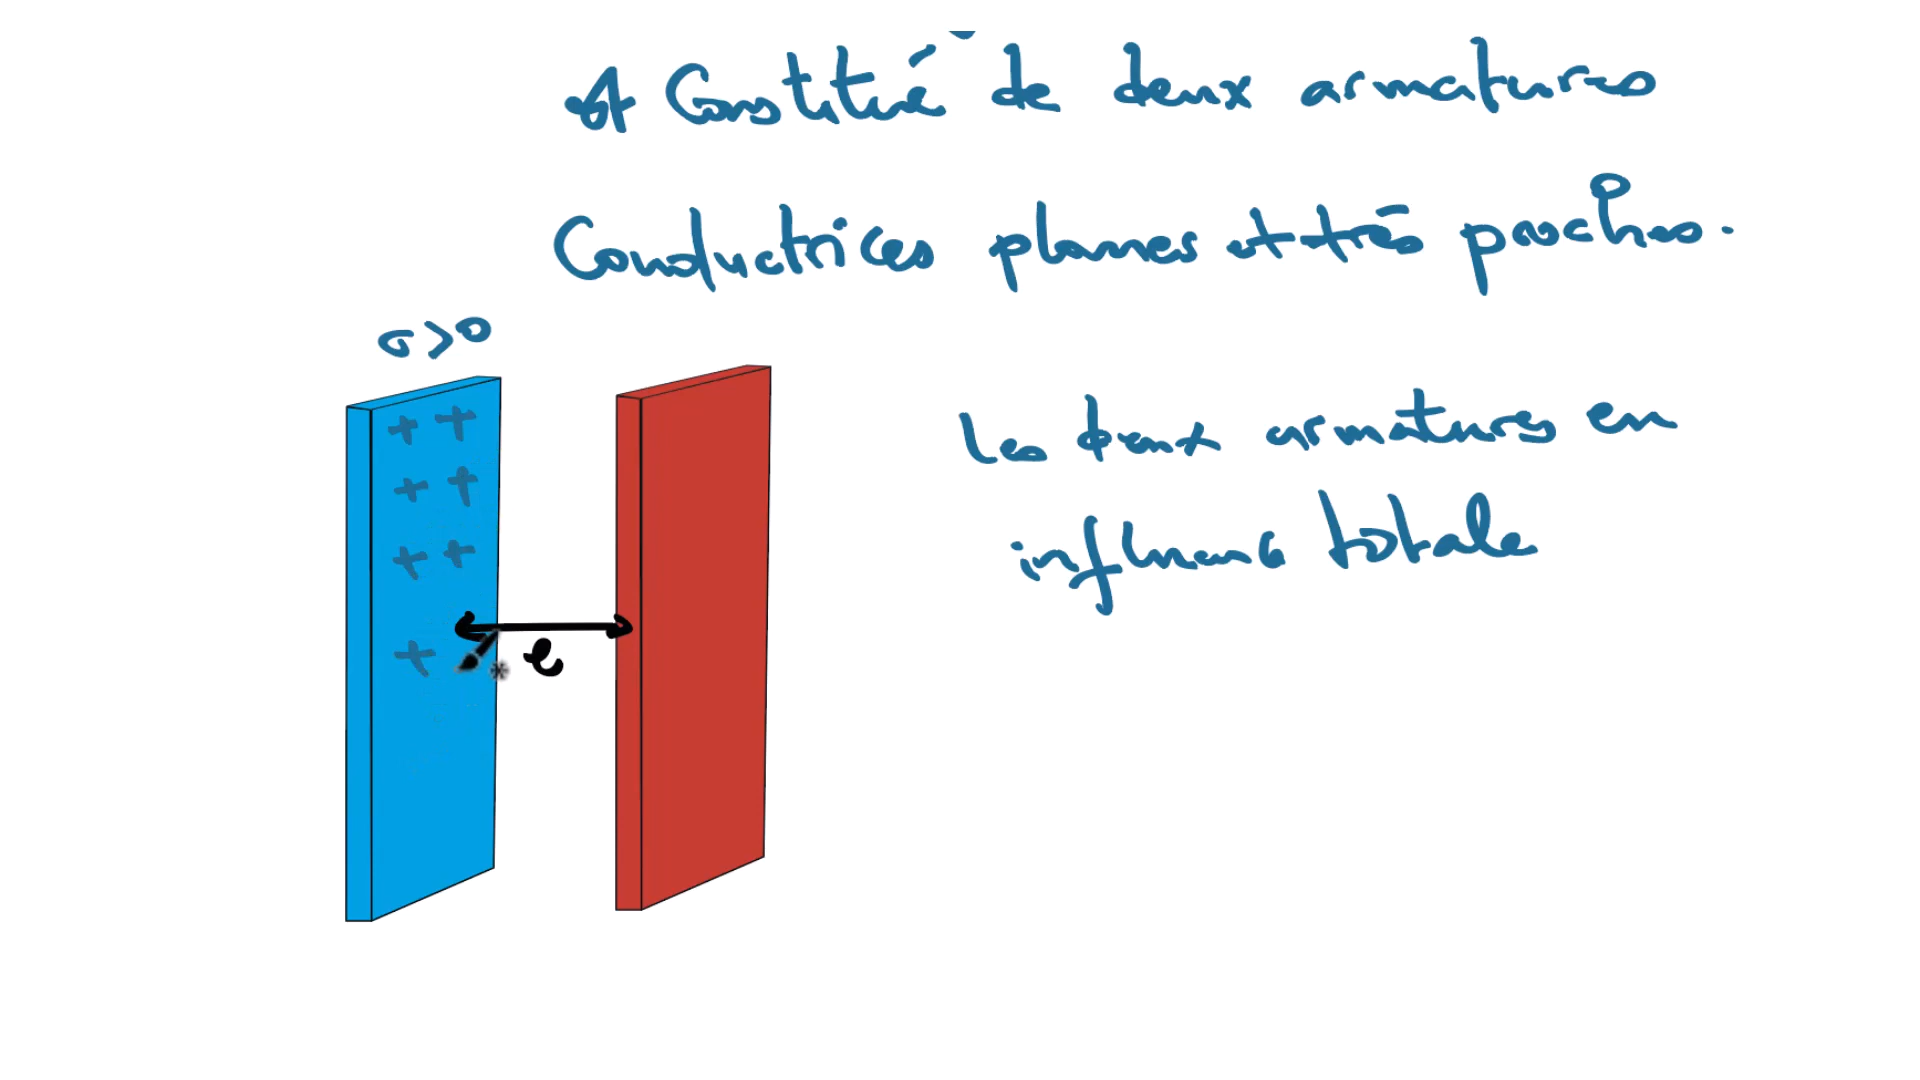 * Constitué de deux armatures
Conductrices planes et très proches.
σ>0
Les deux armatures en
influence totale
+ +
+ +
+ +
+
e